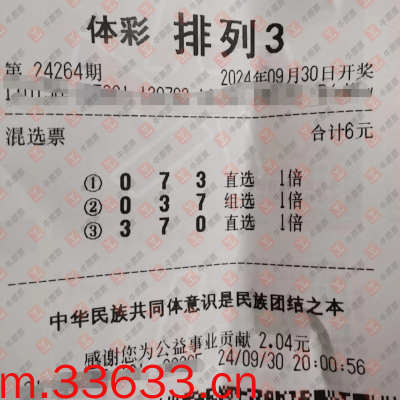 体彩 排列3
第 24264期 2024年09月30日开奖
混选票 合计6元
① 0 7 3 直选 1倍
② 0 3 7 组选 1倍
③ 3 7 0 直选 1倍
中华民族共同体意识是民族团结之本
感谢您为公益事业贡献 2.04元
24/09/30 20:00:56
m.33633.cn